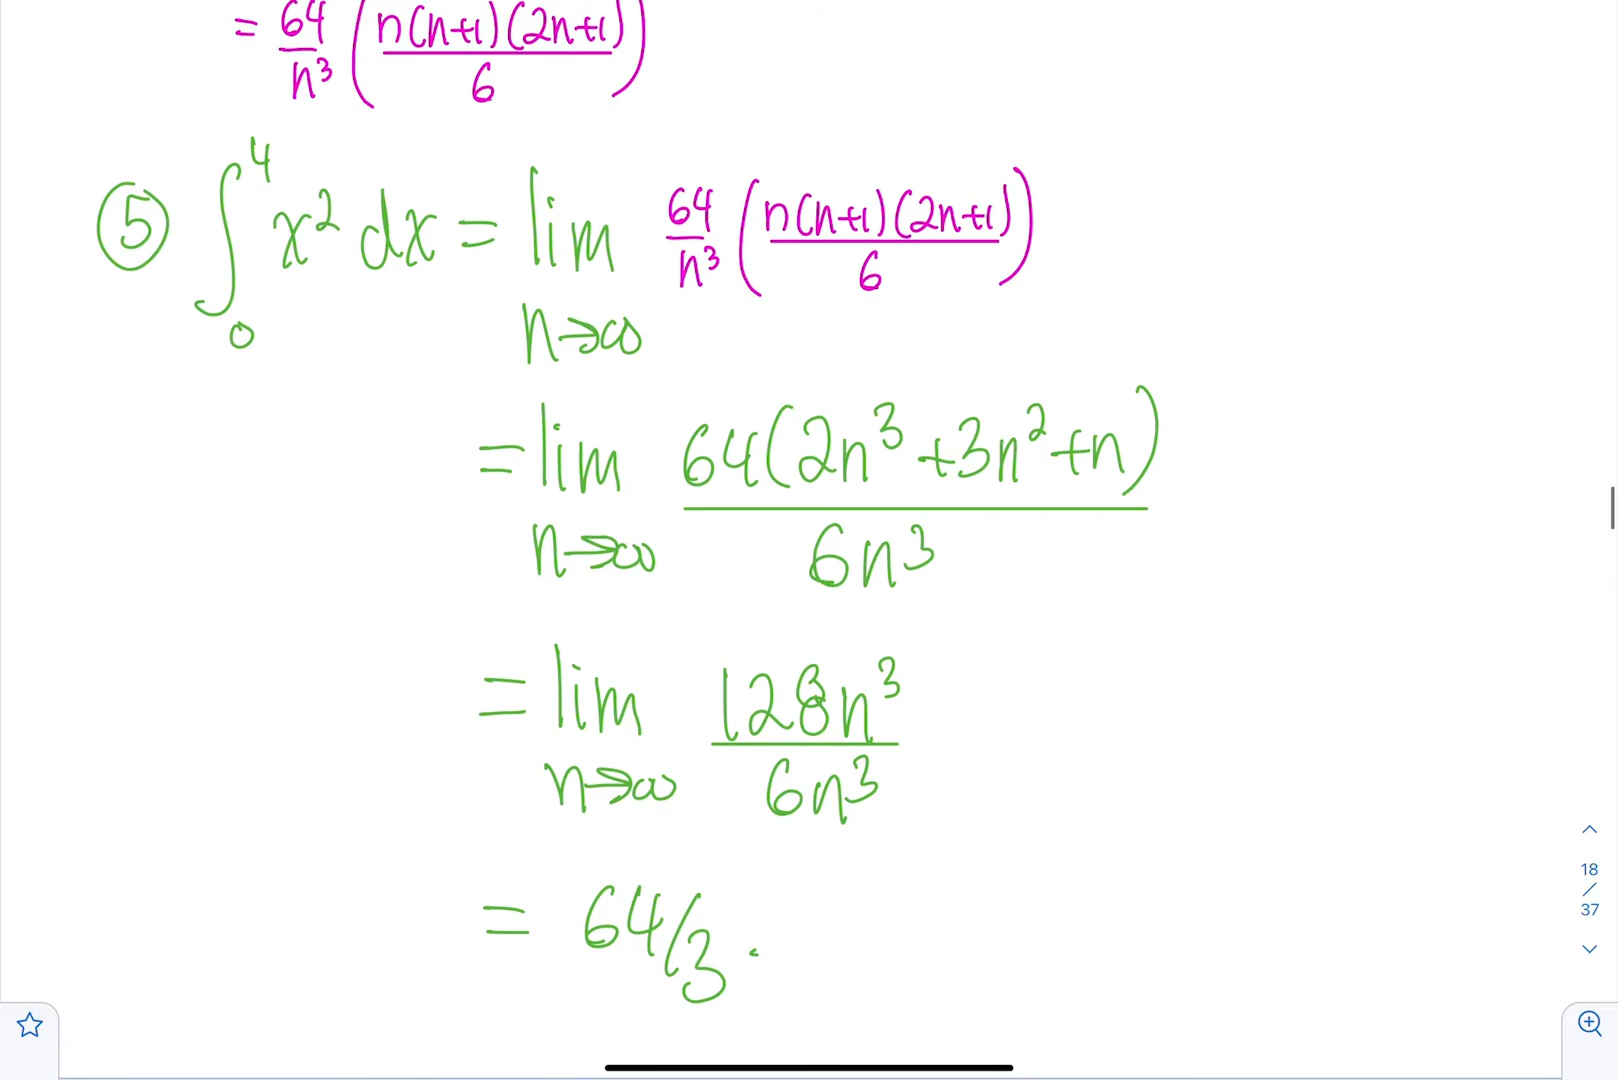 = 64/n³ (n(n+1)(2n+1)/6)
⑤ ∫₀⁴ x² dx = lim n→∞ 64/n³ (n(n+1)(2n+1)/6)
= lim n→∞ 64(2n³+3n²+n)/6n³
= lim n→∞ 128n³/6n³
= 64/3.
18
/
37